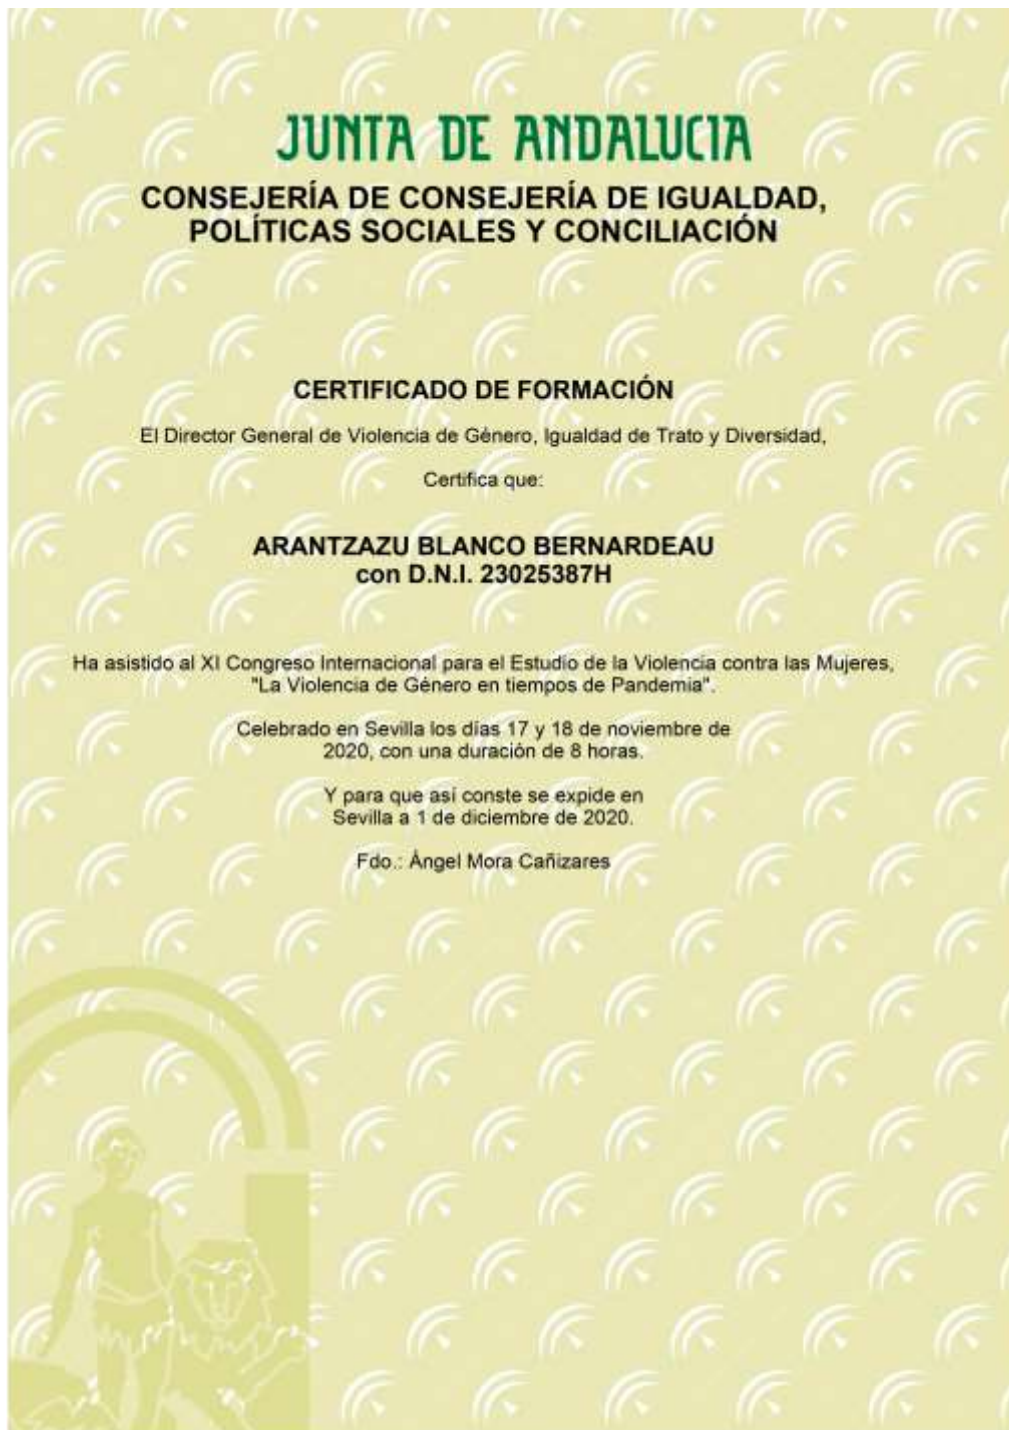 JUNTA DE ANDALUCIA
CONSEJERÍA DE CONSEJERÍA DE IGUALDAD,
POLÍTICAS SOCIALES Y CONCILIACIÓN
CERTIFICADO DE FORMACIÓN
El Director General de Violencia de Género, Igualdad de Trato y Diversidad,
Certifica que:
ARANTZAZU BLANCO BERNARDEAU
con D.N.I. 23025387H
Ha asistido al XI Congreso Internacional para el Estudio de la Violencia contra las Mujeres,
"La Violencia de Género en tiempos de Pandemia".
Celebrado en Sevilla los días 17 y 18 de noviembre de
2020, con una duración de 8 horas.
Y para que así conste se expide en
Sevilla a 1 de diciembre de 2020.
Fdo.: Ángel Mora Cañizares